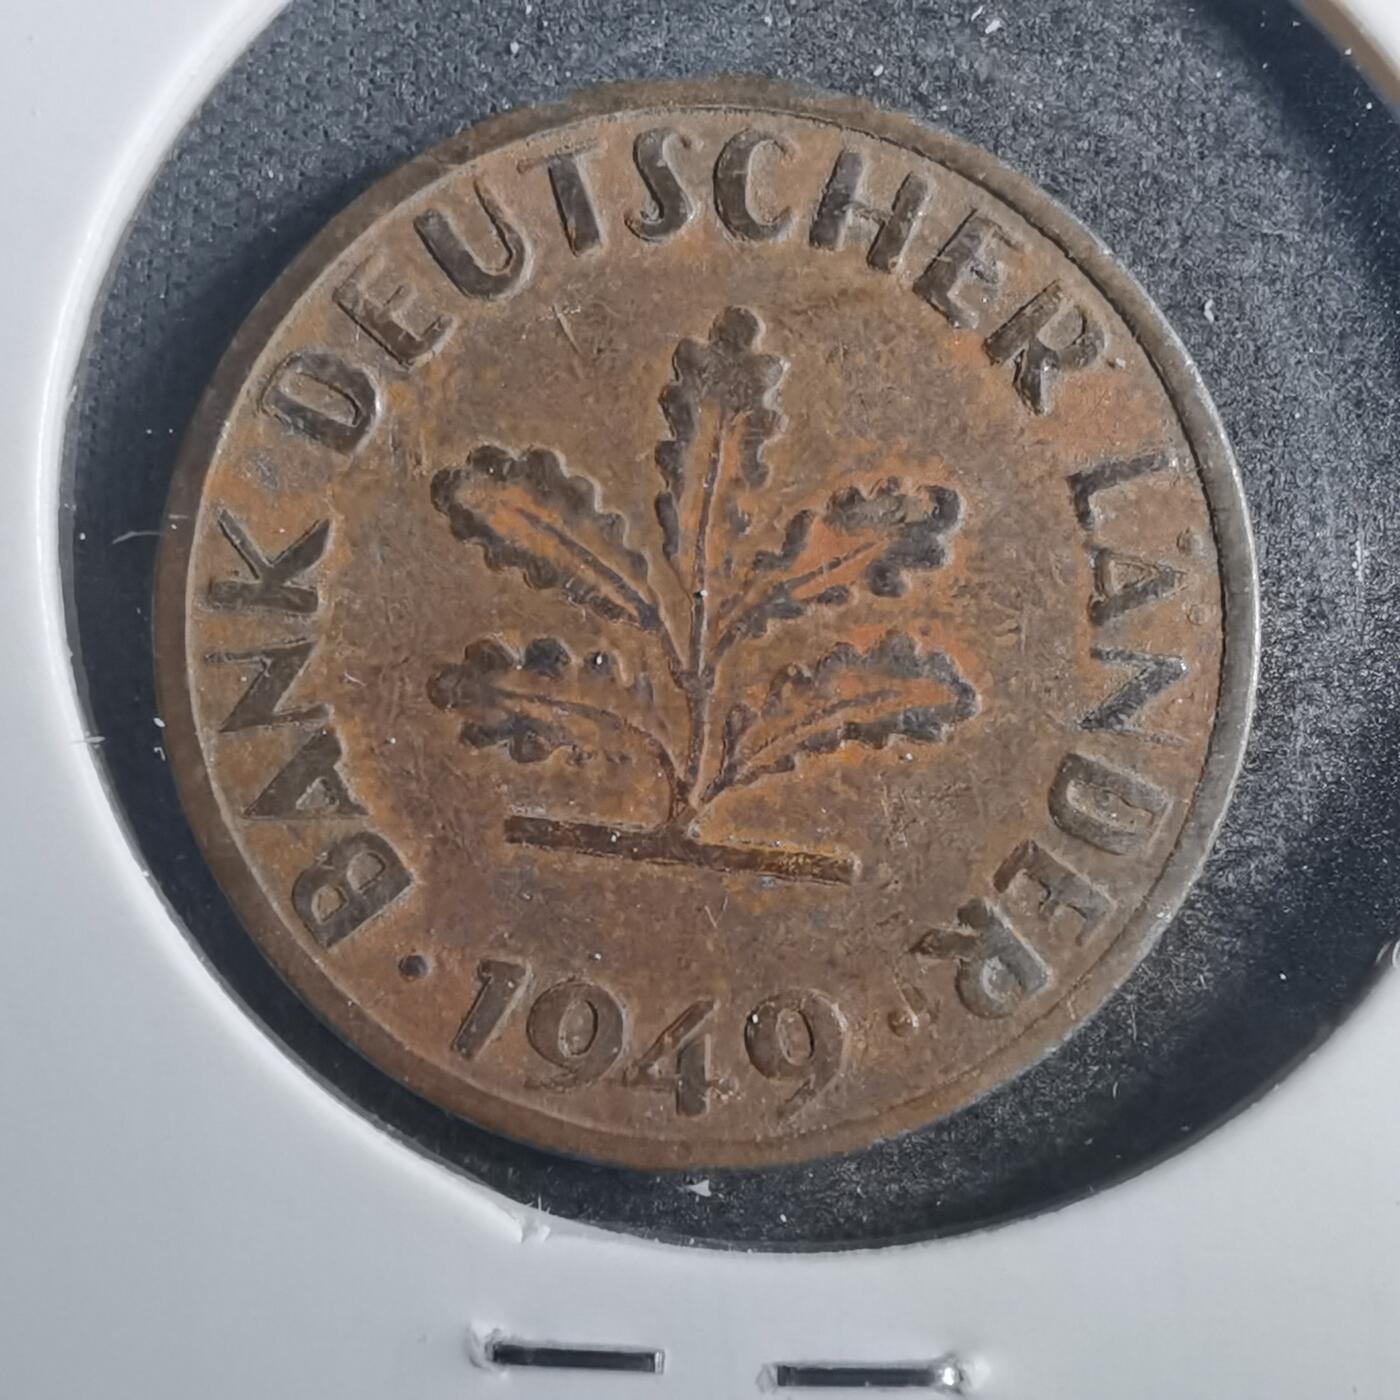 BANK DEUTSCHER LÄNDER
· 1949 ·